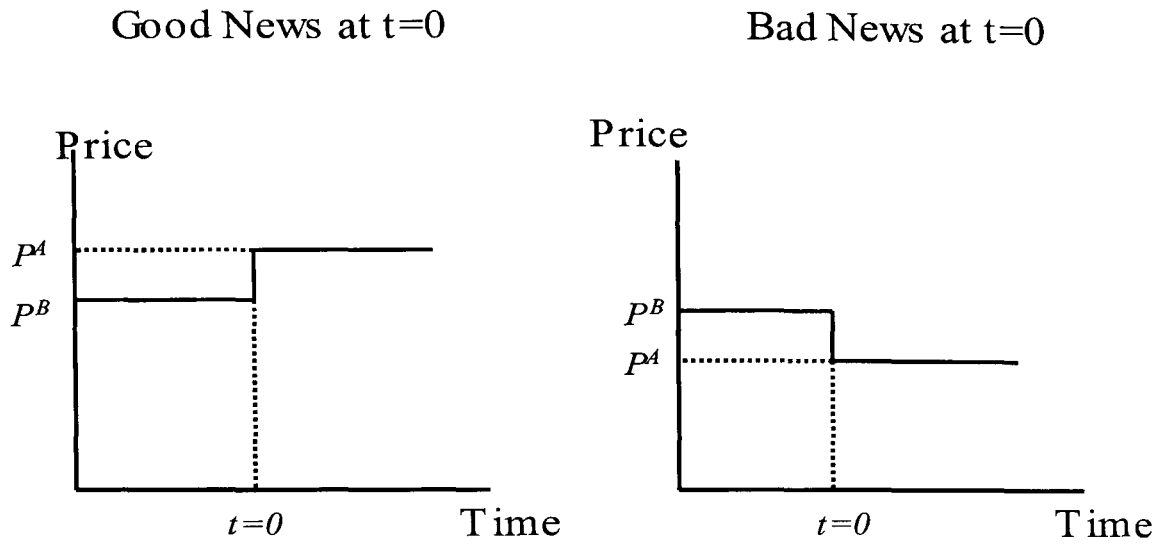 Good News at t=0
Price
P^A
P^B
t=0
Time
Bad News at t=0
Price
P^B
P^A
t=0
Time